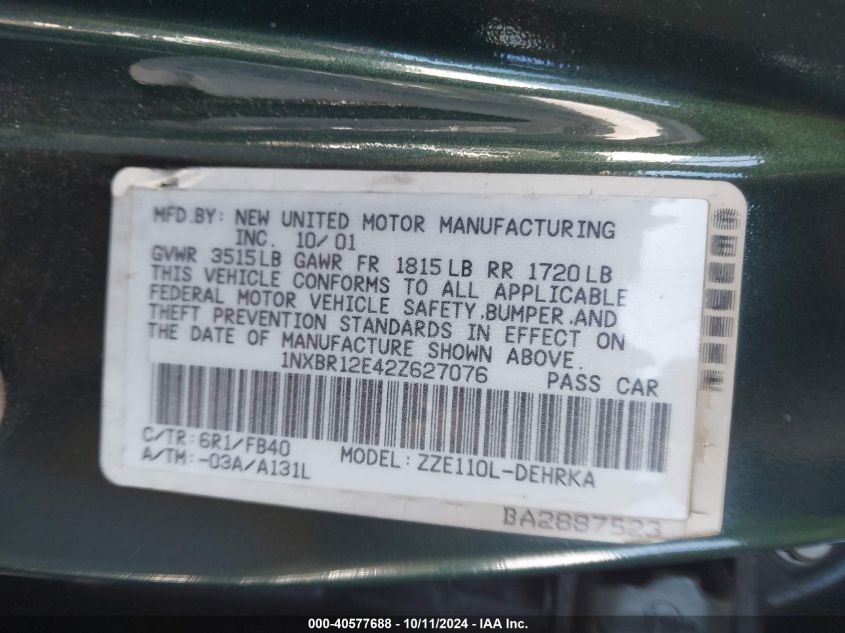 MFD.BY: NEW UNITED MOTOR MANUFACTURING
INC. 10/01
GVWR 3515LB GAWR FR 1815LB RR 1720LB
THIS VEHICLE CONFORMS TO ALL APPLICABLE
FEDERAL MOTOR VEHICLE SAFETY.BUMPER.AND
THEFT PREVENTION STANDARDS IN EFFECT ON
THE DATE OF MANUFACTURE SHOWN ABOVE.
1NXBR12E42Z627076 PASS CAR
C/TR:6R1/FB40
A/TM:-03A/A131L MODEL: ZZE110L-DEHRKA
BA2887523
000-40577688 - 10/11/2024 - IAA Inc.